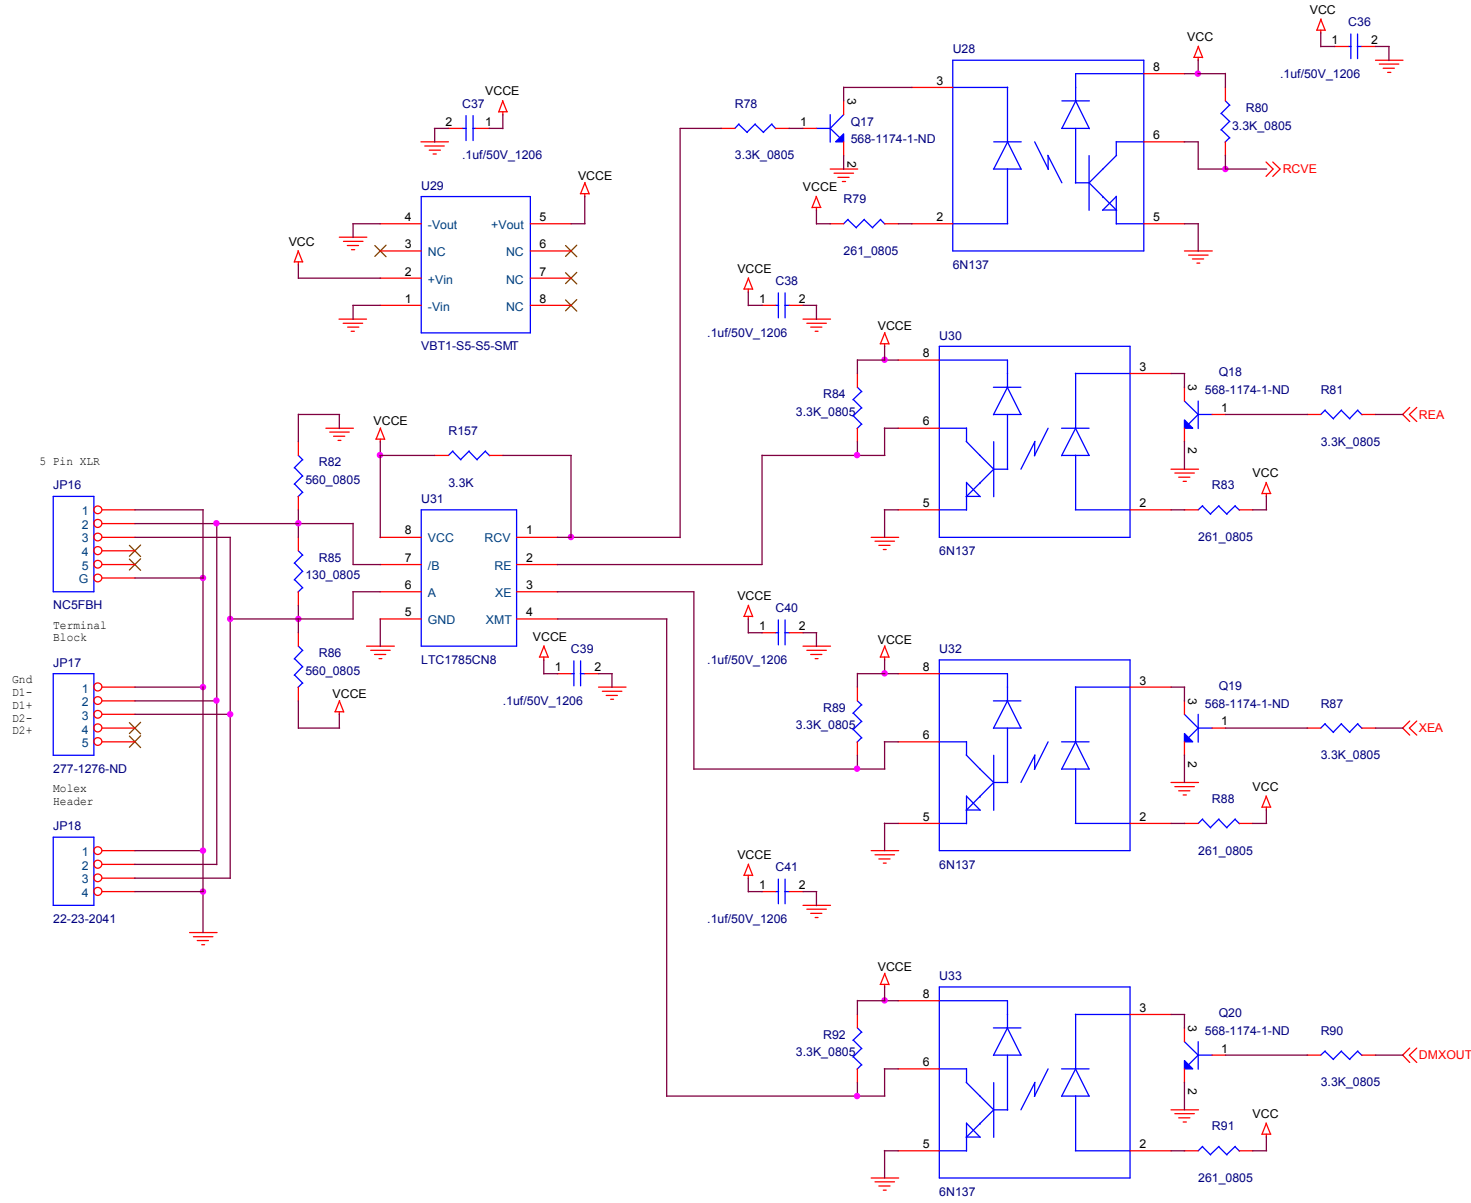 VCC
C36
1
2
.1uf/50V_1206
U28
VCC
3
8
R80
3.3K_0805
6
RCVE
5
2
6N137
R78
3.3K_0805
1
3
Q17
568-1174-1-ND
2
VCCE
R79
261_0805
C37
VCCE
2
1
.1uf/50V_1206
U29
VCCE
4
-Vout
+Vout
5
3
NC
NC
6
VCC
2
+Vin
NC
7
1
-Vin
NC
8
VBT1-S5-S5-SMT
VCCE
C38
1
2
.1uf/50V_1206
VCCE
U30
8
3
R84
3.3K_0805
6
5
2
6N137
Q18
568-1174-1-ND
3
1
2
R81
3.3K_0805
REA
R83
VCC
261_0805
5 Pin XLR
JP16
1
2
3
4
5
G
NC5FBH
R82
560_0805
R85
130_0805
R86
560_0805
VCCE
VCCE
R157
3.3K
U31
8
VCC
RCV
1
7
/B
RE
2
6
A
XE
3
5
GND
XMT
4
LTC1785CN8
VCCE
C39
1
2
.1uf/50V_1206
Terminal
Block
JP17
Gnd
D1-
D1+
D2-
D2+
1
2
3
4
5
277-1276-ND
Molex
Header
JP18
1
2
3
4
22-23-2041
VCCE
C40
1
2
.1uf/50V_1206
VCCE
U32
8
3
R89
3.3K_0805
6
5
2
6N137
Q19
568-1174-1-ND
3
1
2
R87
3.3K_0805
XEA
R88
VCC
261_0805
VCCE
C41
1
2
.1uf/50V_1206
VCCE
U33
8
3
R92
3.3K_0805
6
5
2
6N137
Q20
568-1174-1-ND
3
1
2
R90
3.3K_0805
DMXOUT
R91
VCC
261_0805